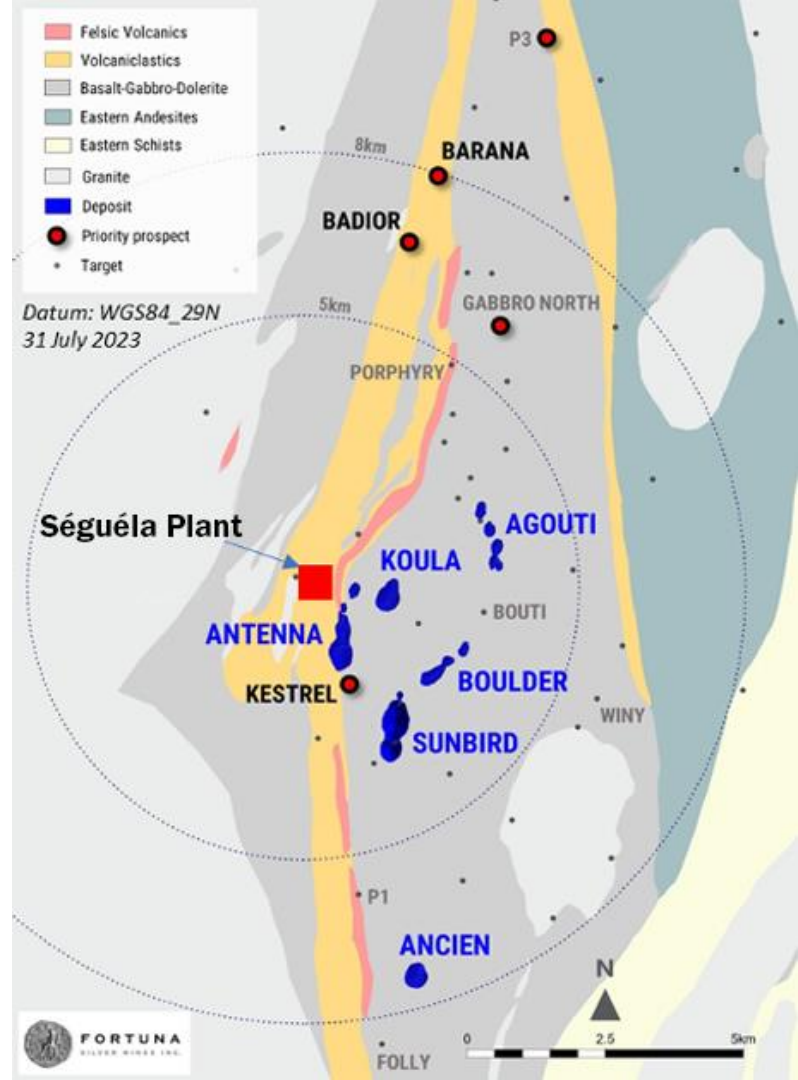 Felsic Volcanics
Volcaniclastics
Basalt-Gabbro-Dolerite
Eastern Andesites
Eastern Schists
Granite
Deposit
Priority prospect
Target
Datum: WGS84_29N
31 July 2023
P3
8km
BARANA
BADIOR
5km
GABBRO NORTH
PORPHYRY
Séguéla Plant
AGOUTI
KOULA
BOUTI
ANTENNA
BOULDER
KESTREL
WINY
SUNBIRD
P1
ANCIEN
N
0 2.5 5km
FORTUNA
SILVER MINES INC.
FOLLY